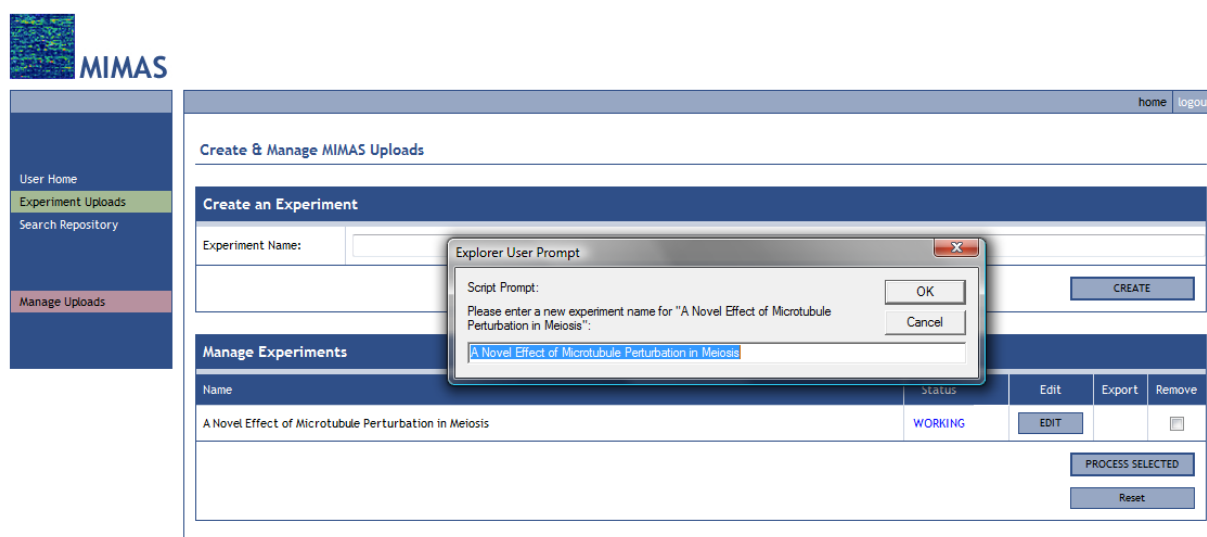 MIMAS
home logou
Create & Manage MIMAS Uploads
User Home
Experiment Uploads
Search Repository
Manage Uploads
Create an Experiment
Experiment Name:
CREATE
Explorer User Prompt
Script Prompt:
OK
Please enter a new experiment name for "A Novel Effect of Microtubule
Perturbation in Meiosis":
Cancel
A Novel Effect of Microtubule Perturbation in Meiosis
Manage Experiments
Name Status Edit Export Remove
A Novel Effect of Microtubule Perturbation in Meiosis WORKING EDIT
PROCESS SELECTED
Reset